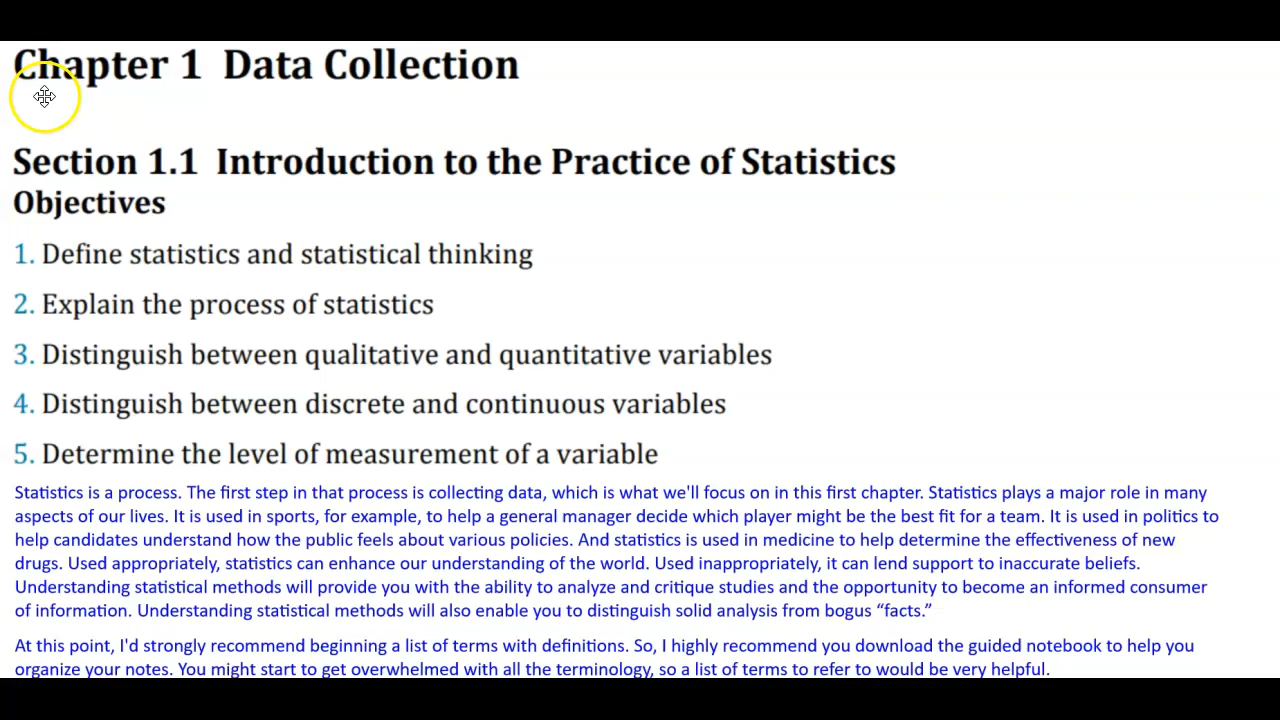 Chapter 1 Data Collection
Section 1.1 Introduction to the Practice of Statistics
Objectives
1. Define statistics and statistical thinking
2. Explain the process of statistics
3. Distinguish between qualitative and quantitative variables
4. Distinguish between discrete and continuous variables
5. Determine the level of measurement of a variable
Statistics is a process. The first step in that process is collecting data, which is what we'll focus on in this first chapter. Statistics plays a major role in many
aspects of our lives. It is used in sports, for example, to help a general manager decide which player might be the best fit for a team. It is used in politics to
help candidates understand how the public feels about various policies. And statistics is used in medicine to help determine the effectiveness of new
drugs. Used appropriately, statistics can enhance our understanding of the world. Used inappropriately, it can lend support to inaccurate beliefs.
Understanding statistical methods will provide you with the ability to analyze and critique studies and the opportunity to become an informed consumer
of information. Understanding statistical methods will also enable you to distinguish solid analysis from bogus “facts.”
At this point, I'd strongly recommend beginning a list of terms with definitions. So, I highly recommend you download the guided notebook to help you
organize your notes. You might start to get overwhelmed with all the terminology, so a list of terms to refer to would be very helpful.